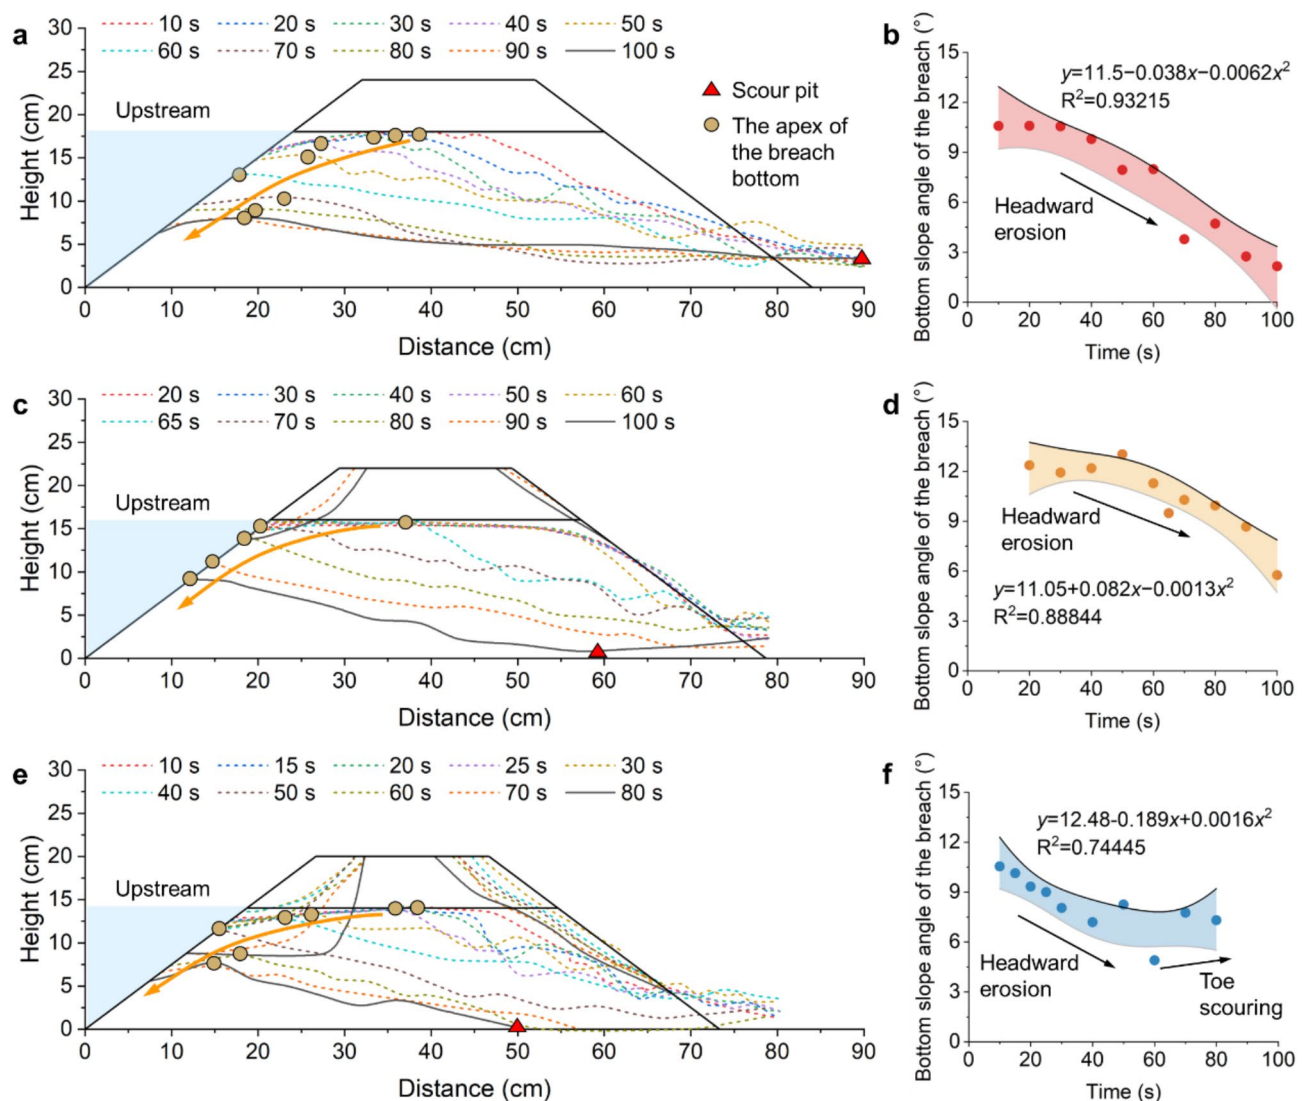 a
10 s 20 s 30 s 40 s 50 s
60 s 70 s 80 s 90 s 100 s
Upstream
Scour pit
The apex of
the breach
bottom
Height (cm)
30
25
20
15
10
5
0
0 10 20 30 40 50 60 70 80 90
Distance (cm)
b
Bottom slope angle of the breach (°)
15
12
9
6
3
0
y=11.5−0.038x−0.0062x²
R²=0.93215
Headward
erosion
0 20 40 60 80 100
Time (s)
c
20 s 30 s 40 s 50 s 60 s
65 s 70 s 80 s 90 s 100 s
Upstream
Height (cm)
30
25
20
15
10
5
0
0 10 20 30 40 50 60 70 80 90
Distance (cm)
d
Bottom slope angle of the breach (°)
15
12
9
6
3
0
Headward
erosion
y=11.05+0.082x−0.0013x²
R²=0.88844
0 20 40 60 80 100
Time (s)
e
10 s 15 s 20 s 25 s 30 s
40 s 50 s 60 s 70 s 80 s
Upstream
Height (cm)
30
25
20
15
10
5
0
0 10 20 30 40 50 60 70 80 90
Distance (cm)
f
Bottom slope angle of the breach (°)
15
12
9
6
3
0
y=12.48-0.189x+0.0016x²
R²=0.74445
Headward
erosion
Toe
scouring
0 20 40 60 80 100
Time (s)